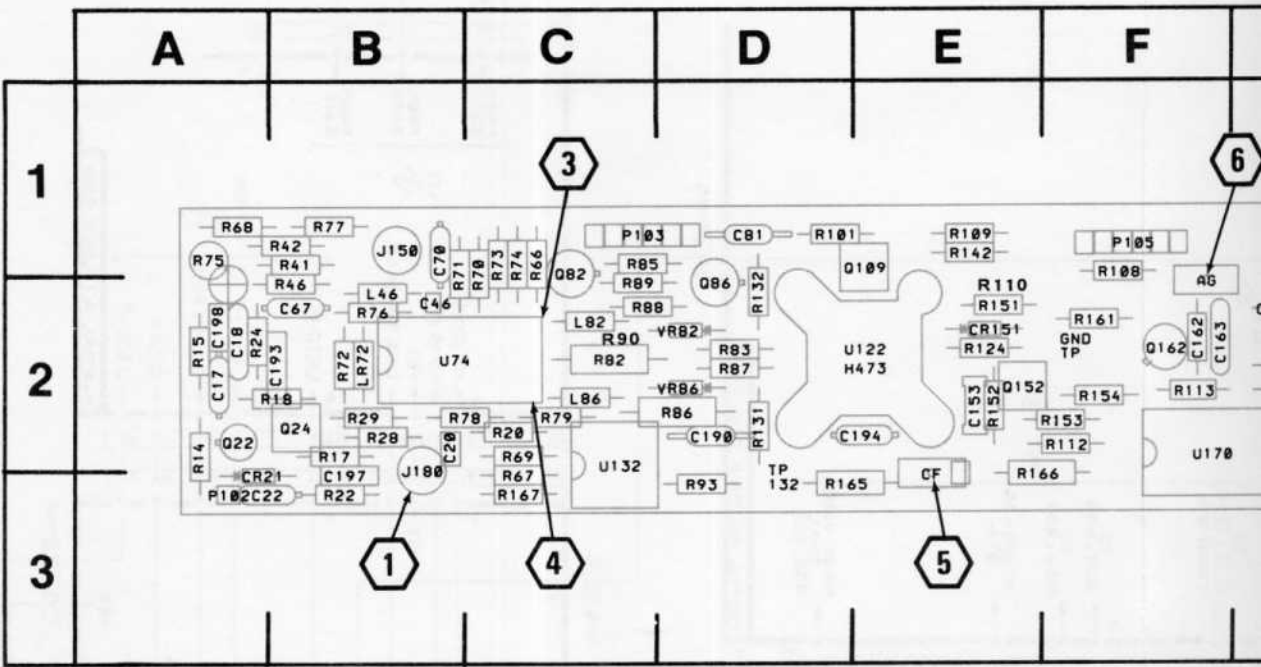 A B C D E F
1
3
6
R68 R77 J150 C70 P103 C81 R101 R109 P105
R42 R142
R75 R41 R71 R70 R73 R74 R66 Q82 R85 Q109 R108
R46 R89 Q86 R132 R110 AG
L46 C46 R88 R151
C67 R76 L82 R161
C198 C18 R24 VR82 CR151 GND C162 C163
R15 C193 R72 LR72 U74 R90 R83 U122 R124 TP Q162
2
R82 R87 H473
C17 VR86 Q152 R113
R18 L86 C153 R152 R154
R29 R78 R79 R86 R131 R153
Q24 R28 C20 R20 C190 C194 R112
Q22 R14 R17 R69 U132 U170
CR21 C197 J180 R67 TP CF R166
P102 C22 R22 R167 R93 132 R165
3
1
4
5